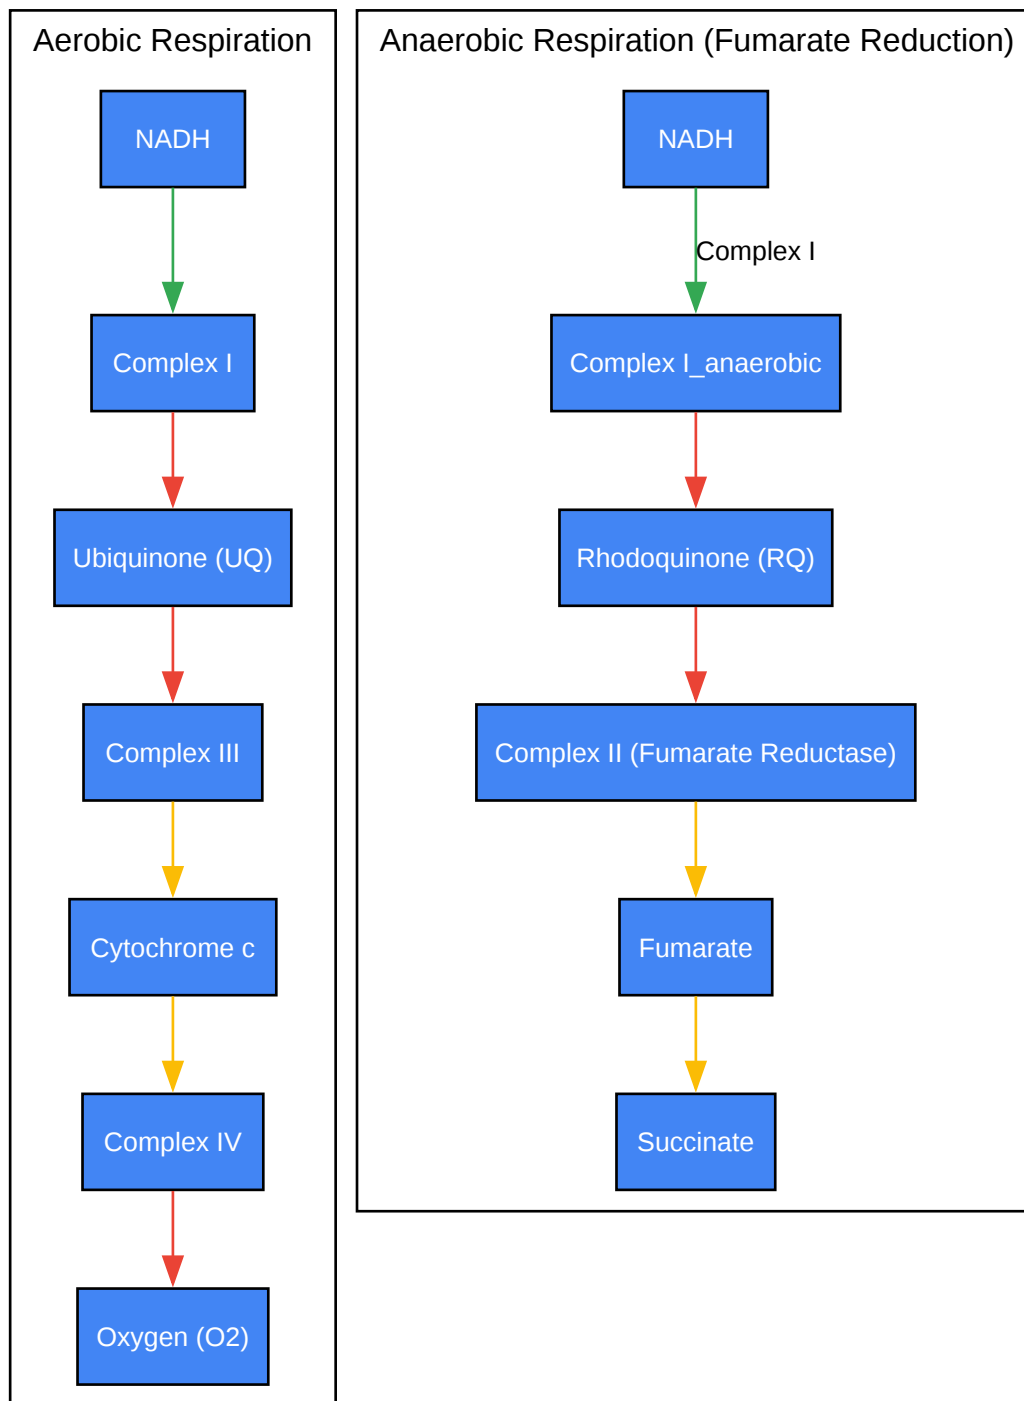 Aerobic Respiration
NADH
Complex I
Ubiquinone (UQ)
Complex III
Cytochrome c
Complex IV
Oxygen (O2)
Anaerobic Respiration (Fumarate Reduction)
NADH
Complex I
Complex I_anaerobic
Rhodoquinone (RQ)
Complex II (Fumarate Reductase)
Fumarate
Succinate